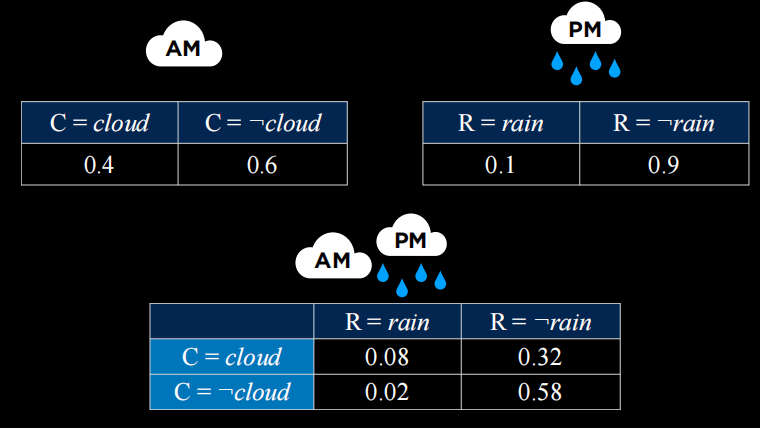 AM
PM
C = cloud C = ¬cloud
0.4 0.6
R = rain R = ¬rain
0.1 0.9
AM
PM
R = rain R = ¬rain
C = cloud 0.08 0.32
C = ¬cloud 0.02 0.58